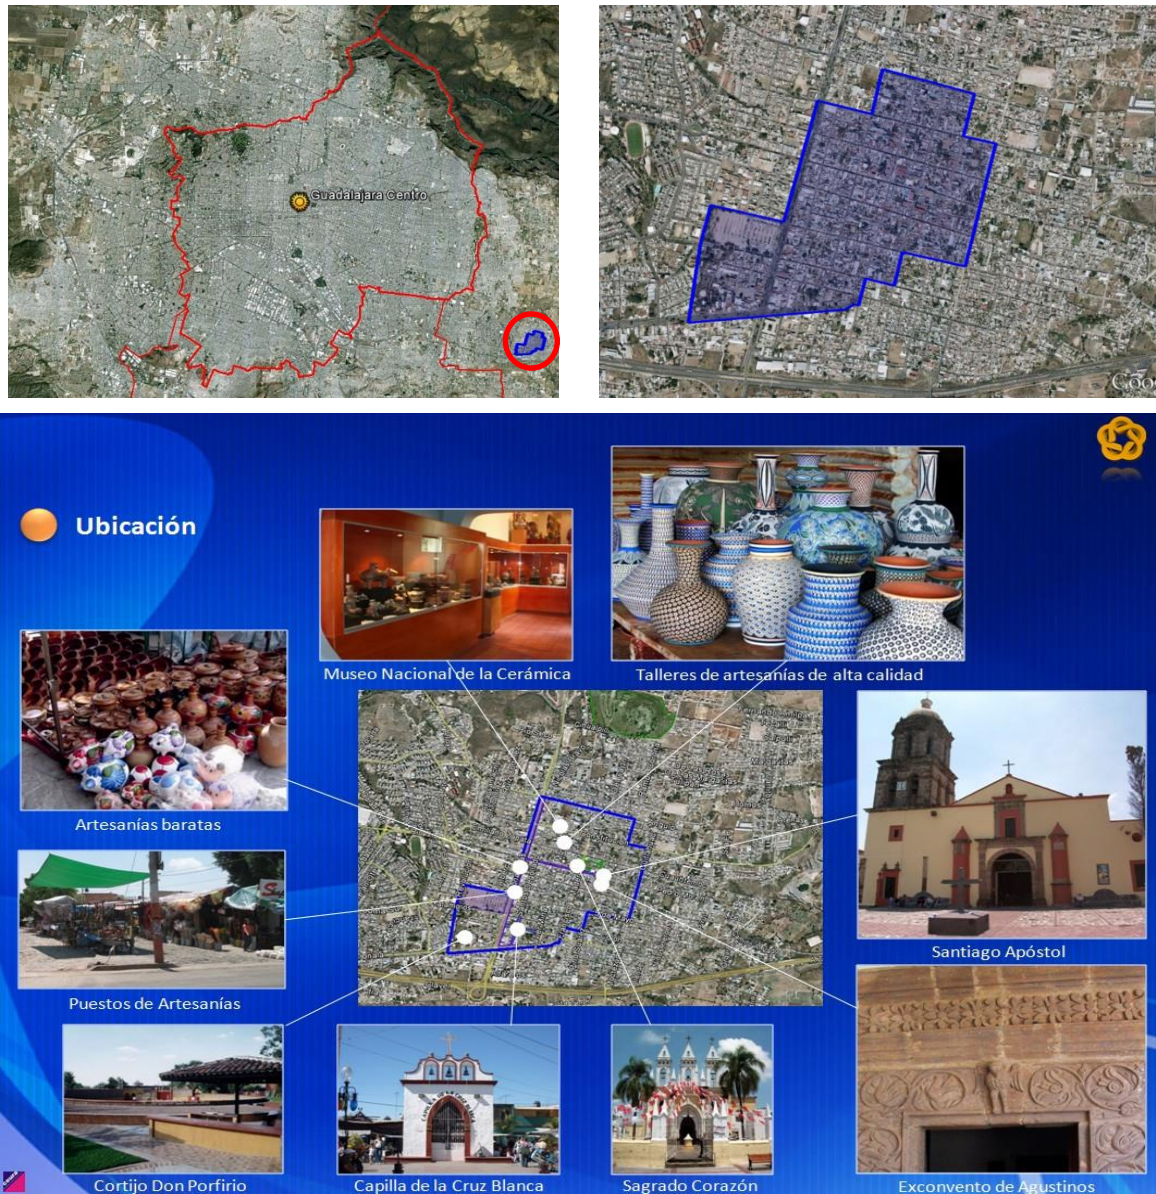 Guadalajara Centro
Goo
Ubicación
Museo Nacional de la Cerámica
Talleres de artesanías de alta calidad
Artesanías baratas
Santiago Apóstol
Puestos de Artesanías
Cortijo Don Porfirio
Capilla de la Cruz Blanca
Sagrado Corazón
Exconvento de Agustinos